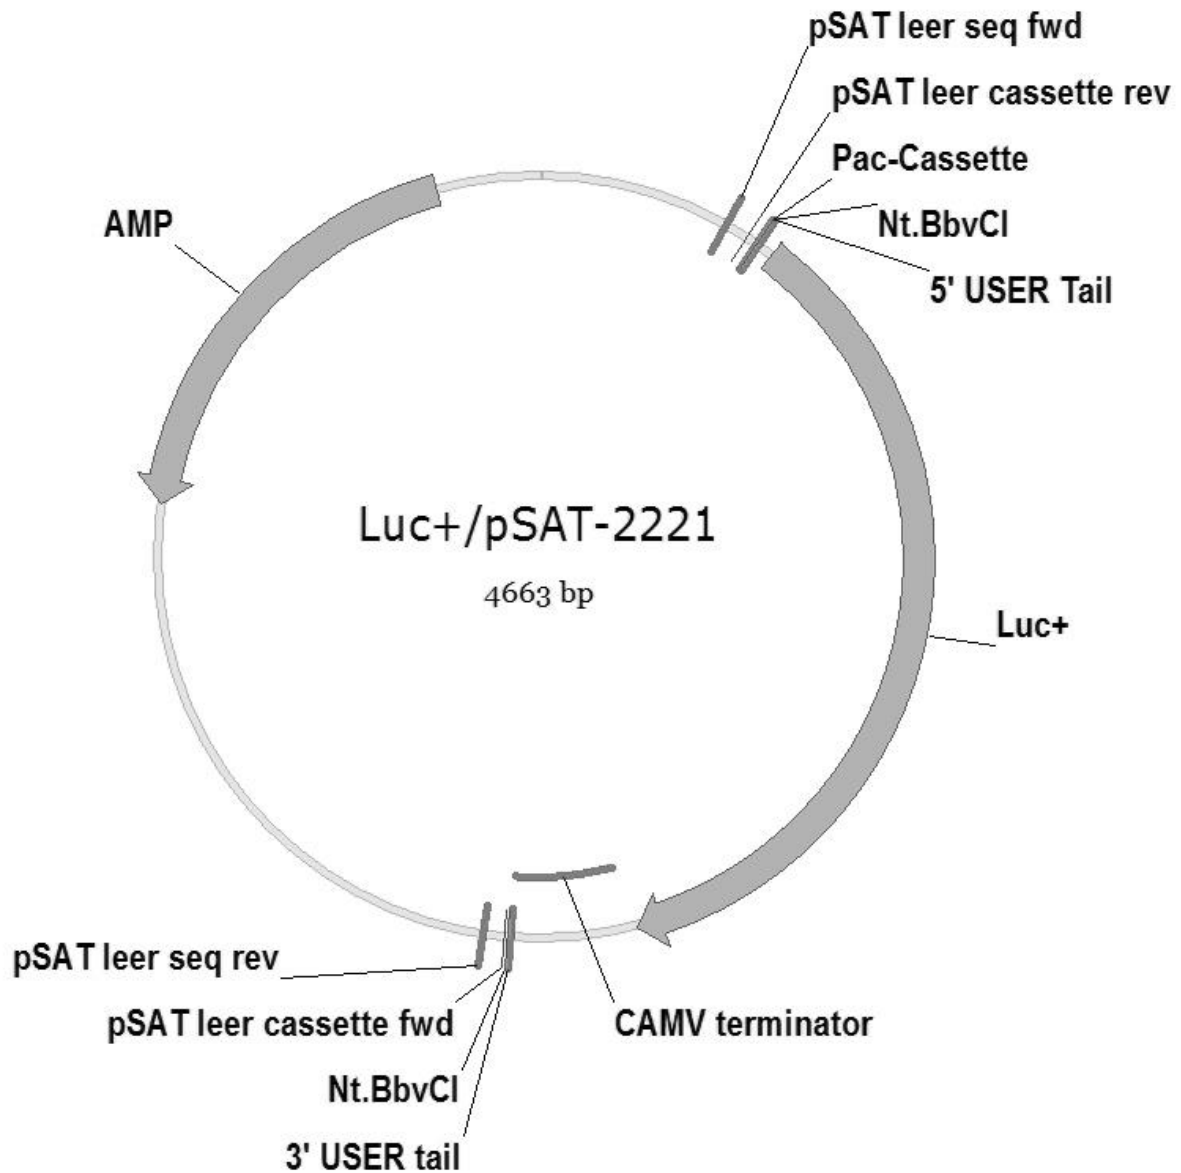 pSAT leer seq fwd
pSAT leer cassette rev
Pac-Cassette
Nt.BbvCI
5' USER Tail
AMP
Luc+/pSAT-2221
4663 bp
Luc+
pSAT leer seq rev
pSAT leer cassette fwd
CAMV terminator
Nt.BbvCI
3' USER tail